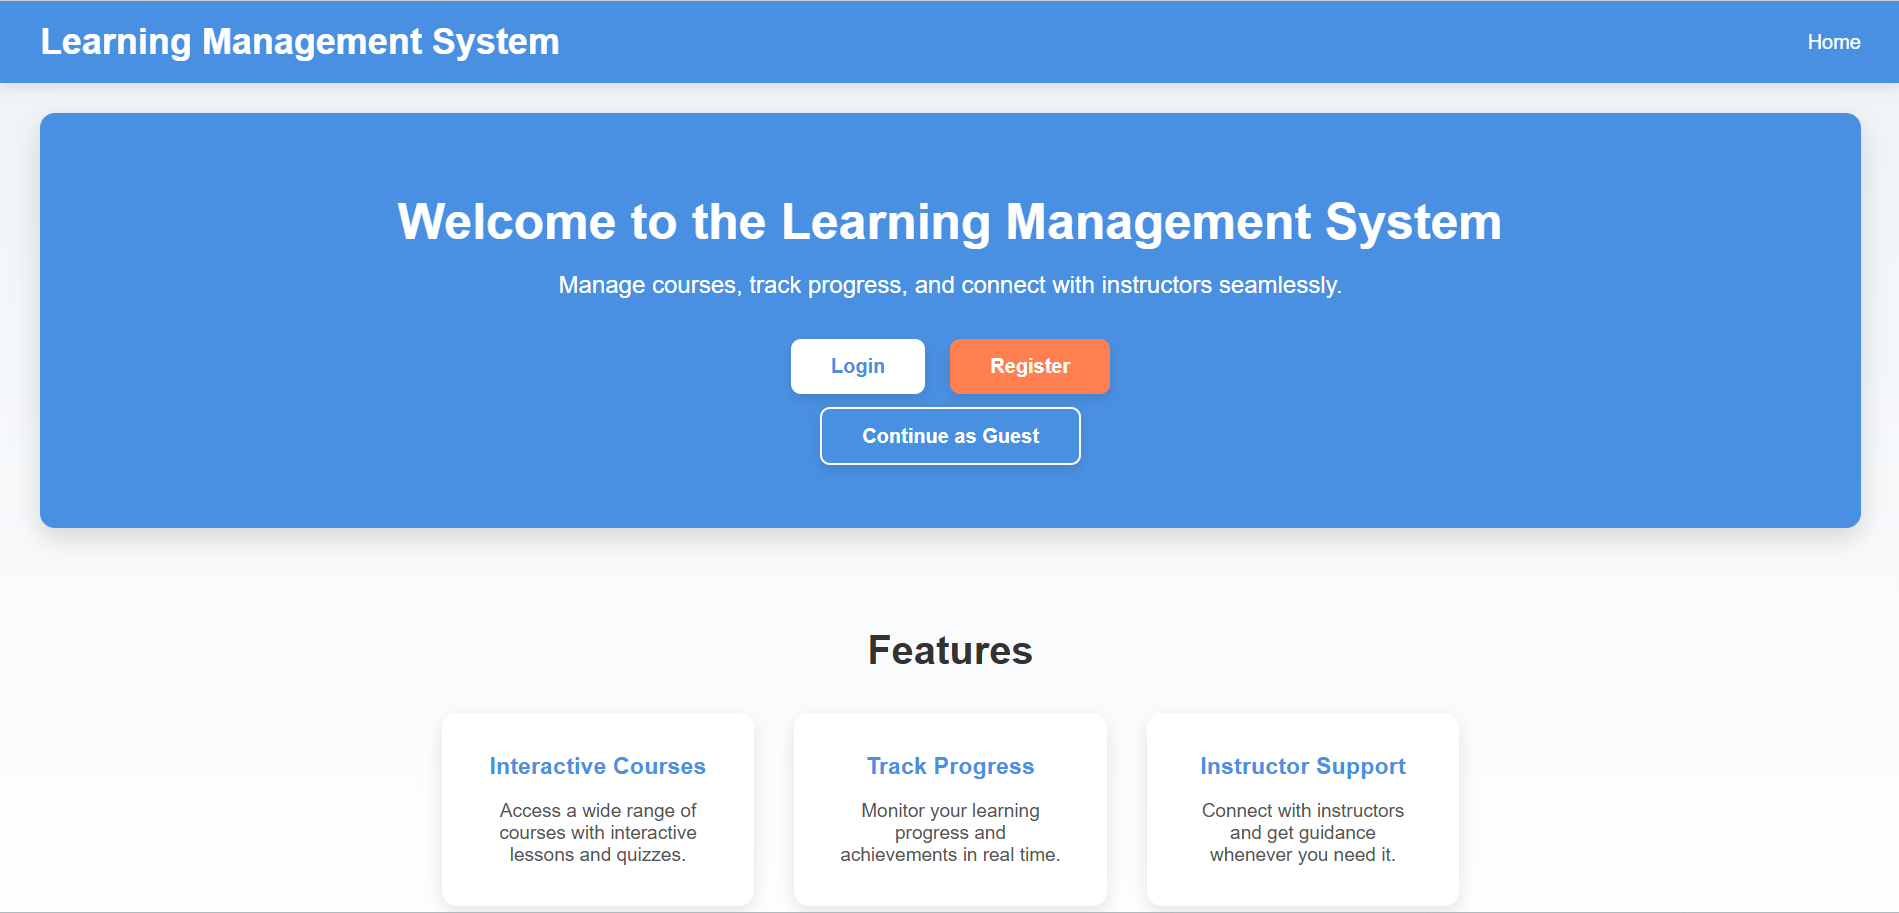 Learning Management System
Home
Welcome to the Learning Management System
Manage courses, track progress, and connect with instructors seamlessly.
Login
Register
Continue as Guest
Features
Interactive Courses
Access a wide range of
courses with interactive
lessons and quizzes.
Track Progress
Monitor your learning
progress and
achievements in real time.
Instructor Support
Connect with instructors
and get guidance
whenever you need it.